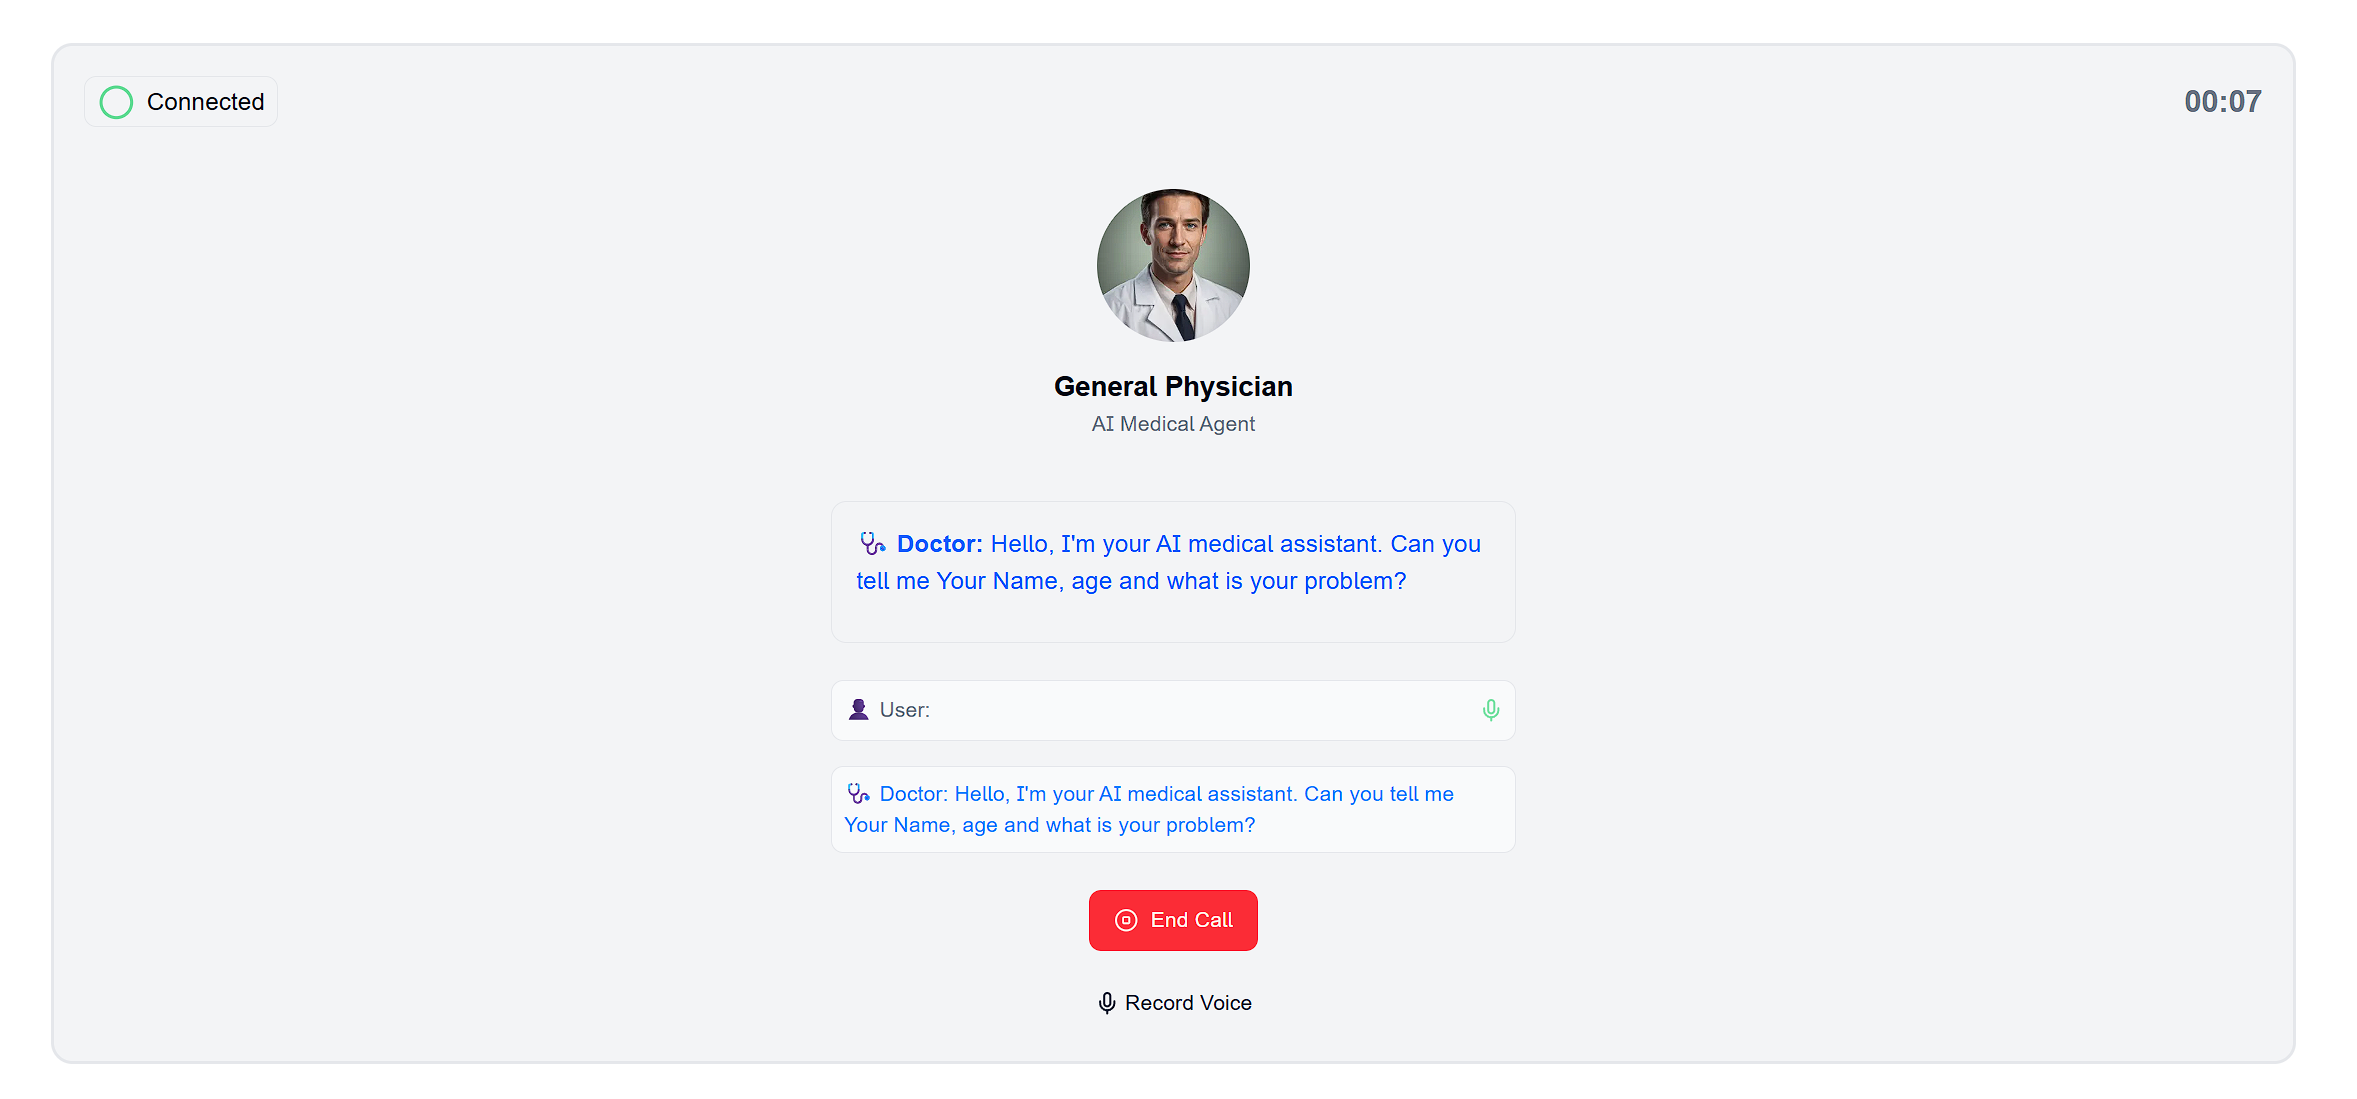 Connected
00:07
General Physician
AI Medical Agent
Doctor: Hello, I'm your AI medical assistant. Can you
tell me Your Name, age and what is your problem?
User:
Doctor: Hello, I'm your AI medical assistant. Can you tell me
Your Name, age and what is your problem?
End Call
Record Voice